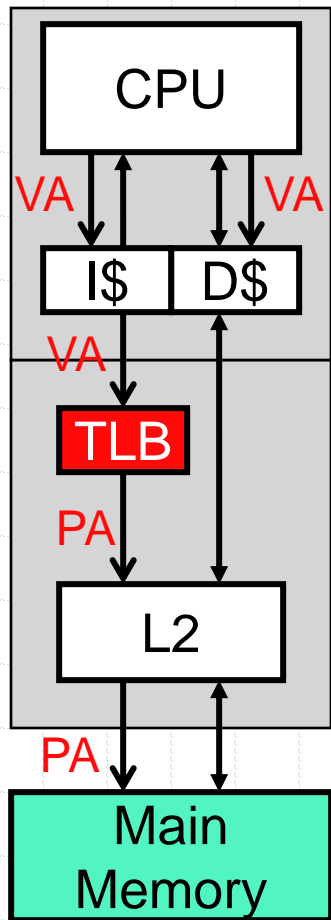 CPU
VA VA
I$ D$
VA
TLB
PA
L2
PA
Main
Memory